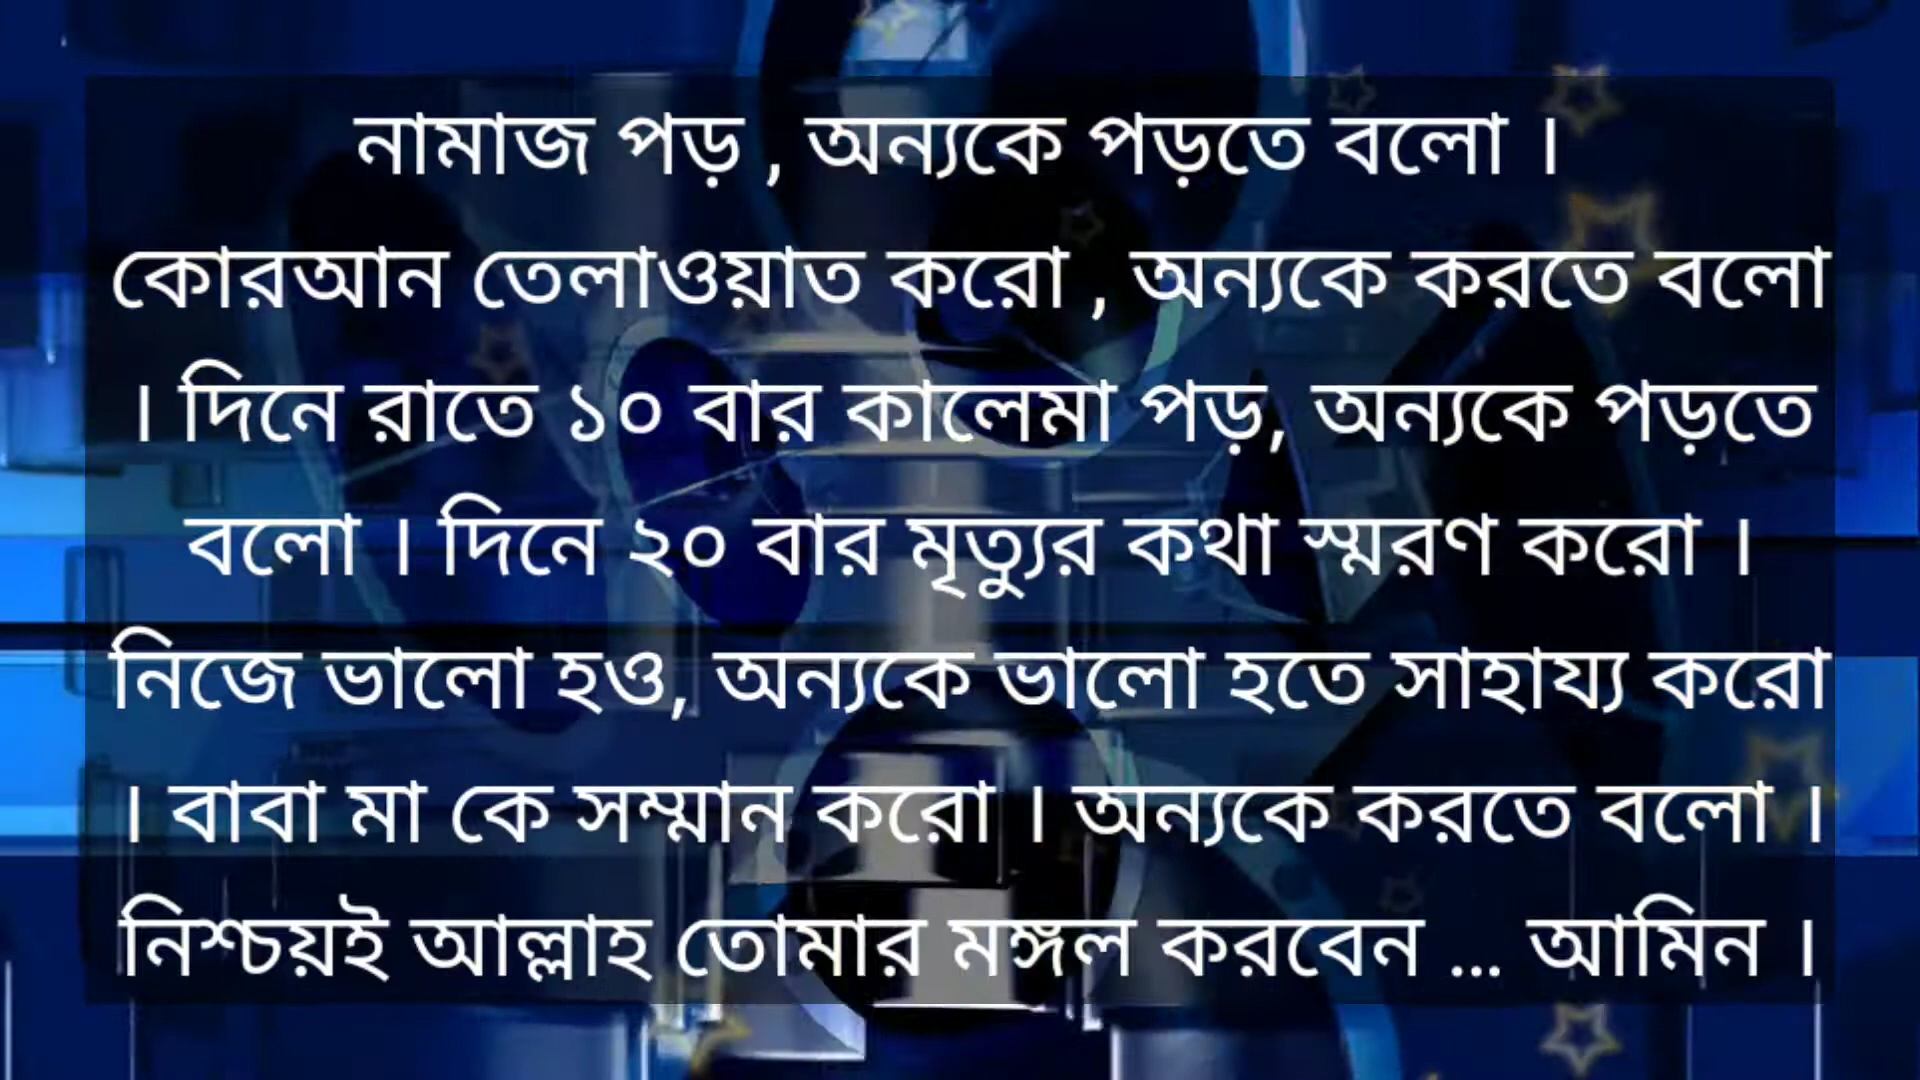 নামাজ পড় , অন্যকে পড়তে বলো ।
কোরআন তেলাওয়াত করো , অন্যকে করতে বলো
। দিনে রাতে ১০ বার কালেমা পড়, অন্যকে পড়তে
বলো । দিনে ২০ বার মৃত্যুর কথা স্মরণ করো ।
নিজে ভালো হও, অন্যকে ভালো হতে সাহায্য করো
। বাবা মা কে সম্মান করো । অন্যকে করতে বলো ।
নিশ্চয়ই আল্লাহ তোমার মঙ্গল করবেন ... আমিন ।